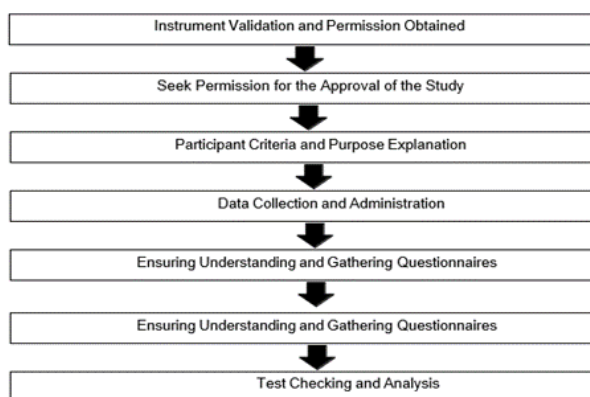 Instrument Validation and Permission Obtained
Seek Permission for the Approval of the Study
Participant Criteria and Purpose Explanation
Data Collection and Administration
Ensuring Understanding and Gathering Questionnaires
Ensuring Understanding and Gathering Questionnaires
Test Checking and Analysis